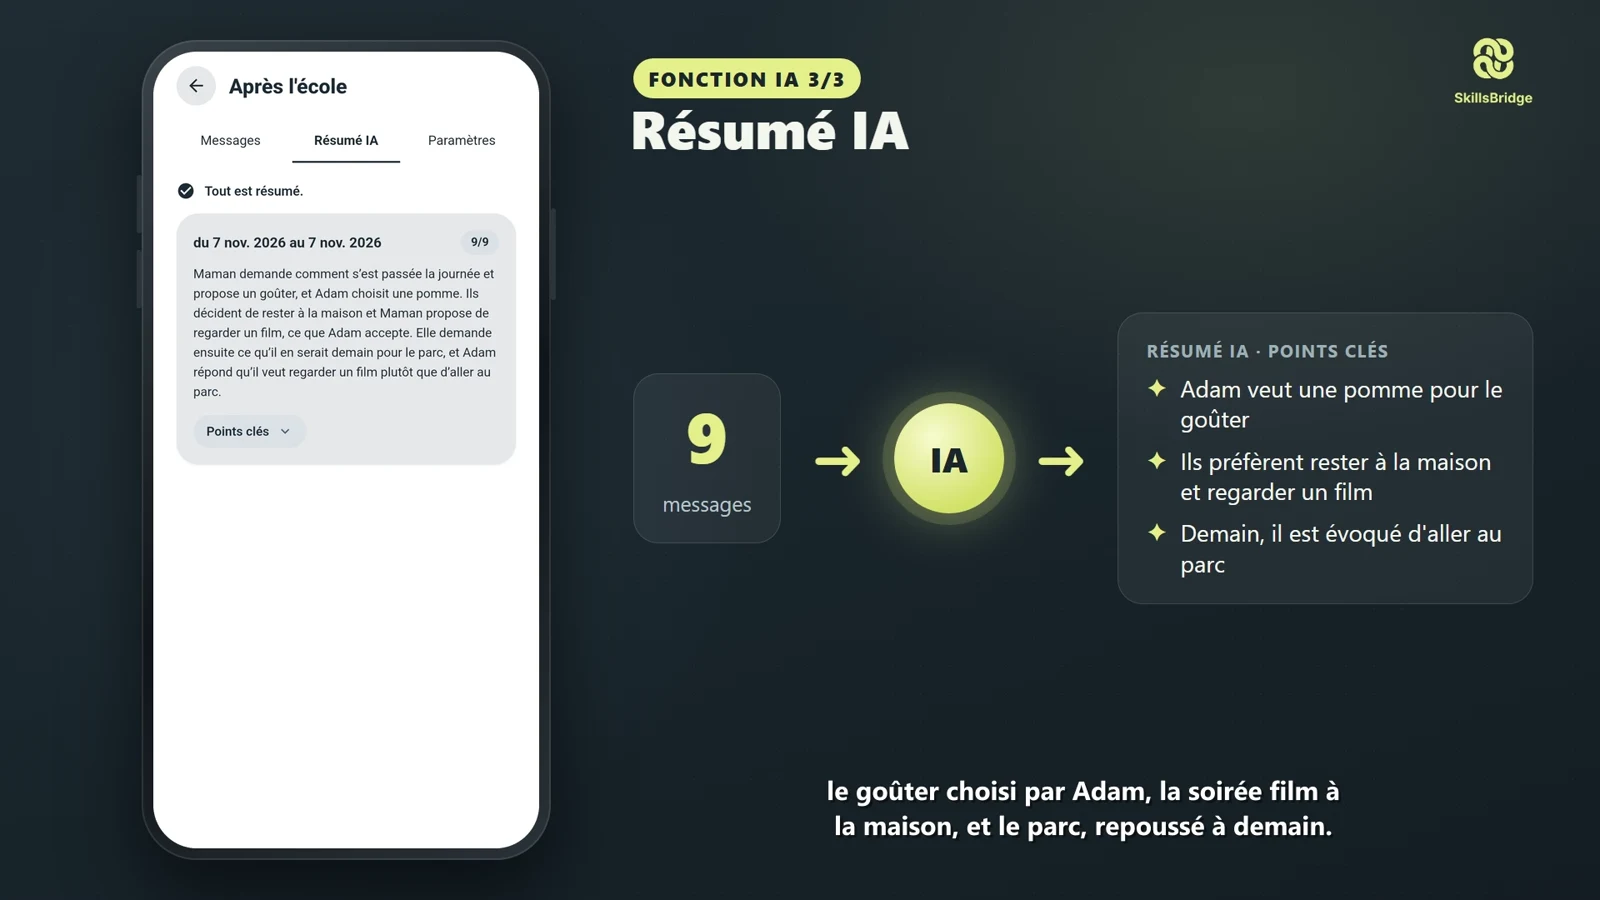 Après l'école
Messages
Résumé IA
Paramètres
Tout est résumé.
du 7 nov. 2026 au 7 nov. 2026
9/9
Maman demande comment s’est passée la journée et
propose un goûter, et Adam choisit une pomme. Ils
décident de rester à la maison et Maman propose de
regarder un film, ce que Adam accepte. Elle demande
ensuite ce qu’il en serait demain pour le parc, et Adam
répond qu’il veut regarder un film plutôt que d’aller au
parc.
Points clés
FONCTION IA 3/3
Résumé IA
SkillsBridge
9
messages
IA
RÉSUMÉ IA · POINTS CLÉS
Adam veut une pomme pour le
goûter
Ils préfèrent rester à la maison
et regarder un film
Demain, il est évoqué d'aller au
parc
le goûter choisi par Adam, la soirée film à
la maison, et le parc, repoussé à demain.